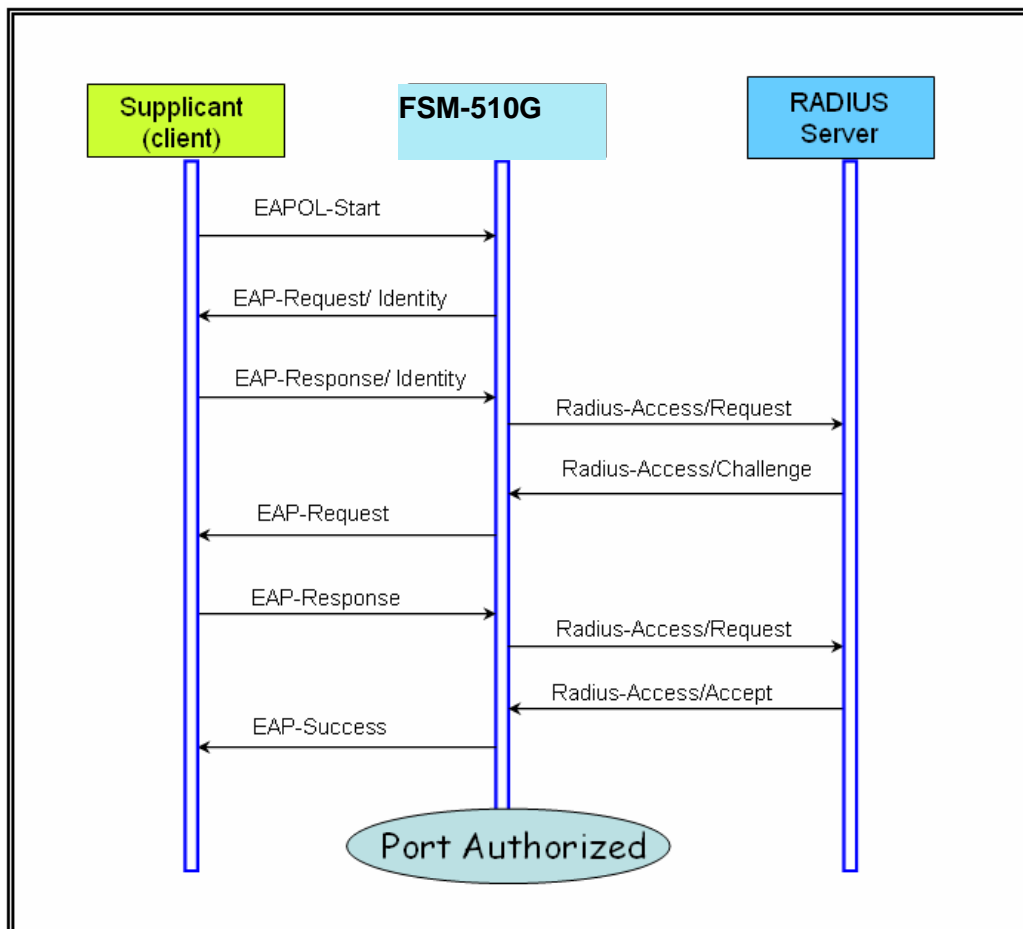 Supplicant
(client)
FSM-510G
RADIUS
Server
EAPOL-Start
EAP-Request/ Identity
EAP-Response/ Identity
Radius-Access/Request
Radius-Access/Challenge
EAP-Request
EAP-Response
Radius-Access/Request
Radius-Access/Accept
EAP-Success
Port Authorized